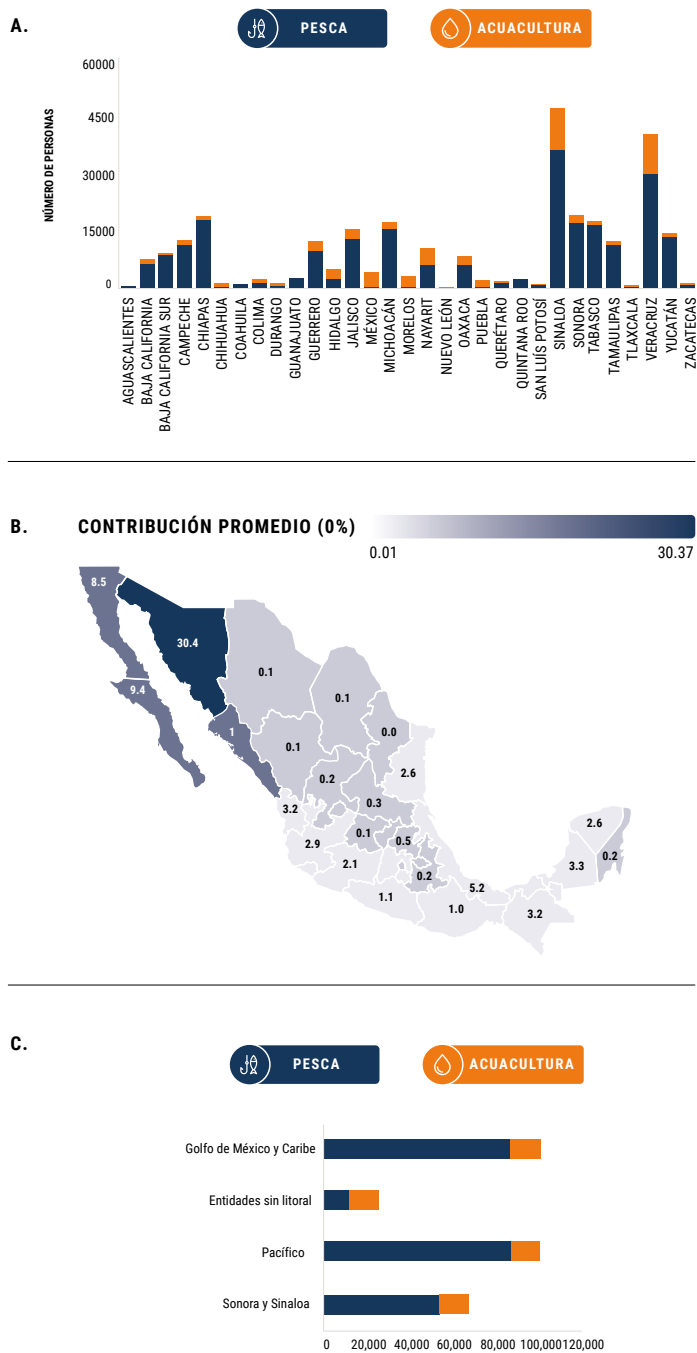 A.
PESCA
ACUACULTURA
NÚMERO DE PERSONAS
60000
4500
30000
15000
0
AGUASCALIENTES
BAJA CALIFORNIA
BAJA CALIFORNIA SUR
CAMPECHE
CHIAPAS
CHIHUAHUA
COAHUILA
COLIMA
DURANGO
GUANAJUATO
GUERRERO
HIDALGO
JALISCO
MÉXICO
MICHOACÁN
MORELOS
NAYARIT
NUEVO LEÓN
OAXACA
PUEBLA
QUERÉTARO
QUINTANA ROO
SAN LUÍS POTOSÍ
SINALOA
SONORA
TABASCO
TAMAULIPAS
TLAXCALA
VERACRUZ
YUCATÁN
ZACATECAS
B.
CONTRIBUCIÓN PROMEDIO (0%)
0.01
30.37
8.5
30.4
0.1
0.1
9.4
1
0.0
0.1
2.6
0.2
0.3
3.2
2.6
0.1
0.5
2.9
0.2
2.1
3.3
0.2
5.2
1.1
1.0
3.2
C.
PESCA
ACUACULTURA
Golfo de México y Caribe
Entidades sin litoral
Pacífico
Sonora y Sinaloa
0 20,000 40,000 60,000 80,000 100,000 120,000